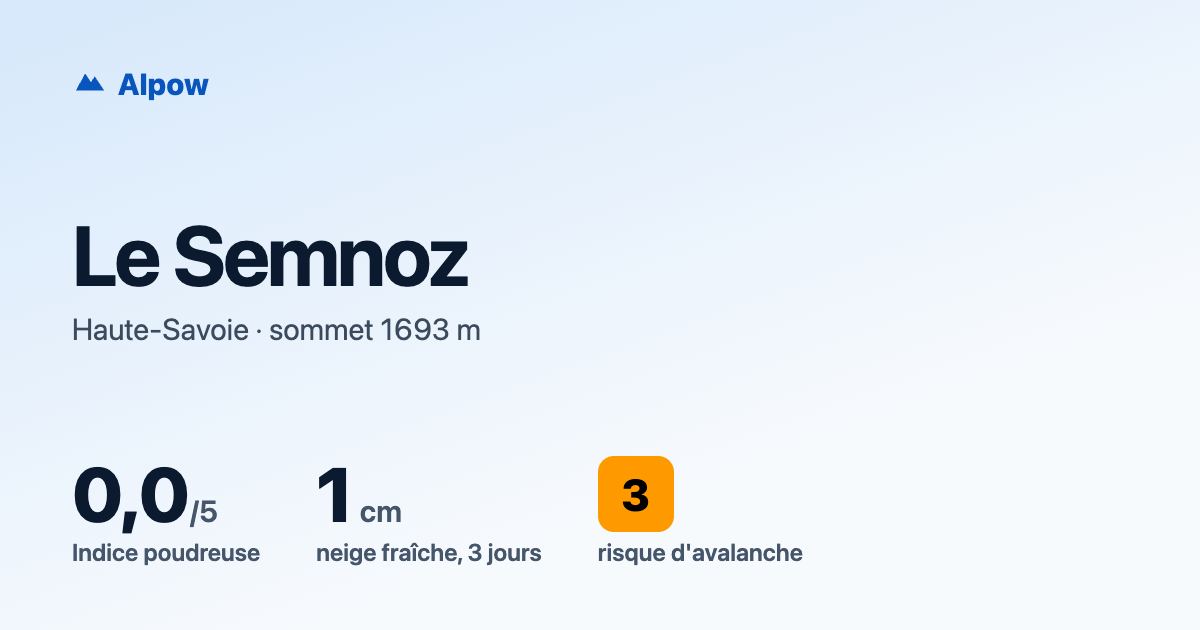 Alpow
Le Semnoz
Haute-Savoie · sommet 1693 m
0,0/5
Indice poudreuse
1 cm
neige fraîche, 3 jours
3
risque d'avalanche